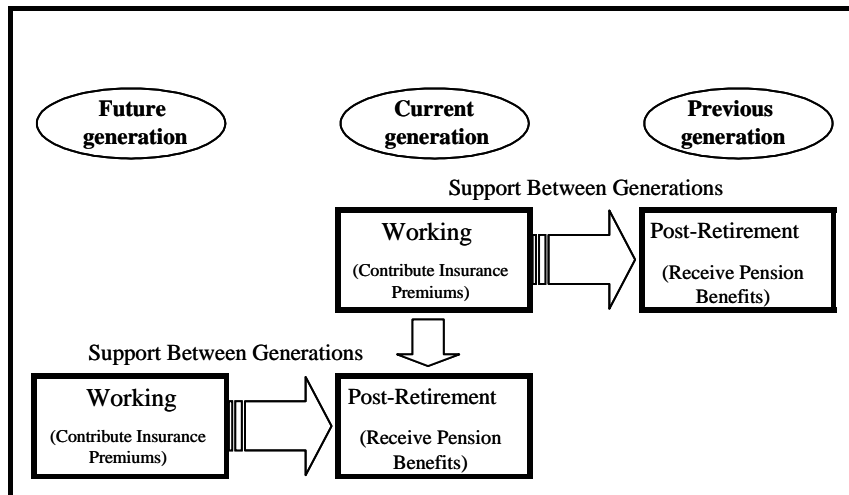 Future
generation
Current
generation
Previous
generation
Support Between Generations
Working
(Contribute Insurance
Premiums)
Post-Retirement
(Receive Pension
Benefits)
Support Between Generations
Working
(Contribute Insurance
Premiums)
Post-Retirement
(Receive Pension
Benefits)